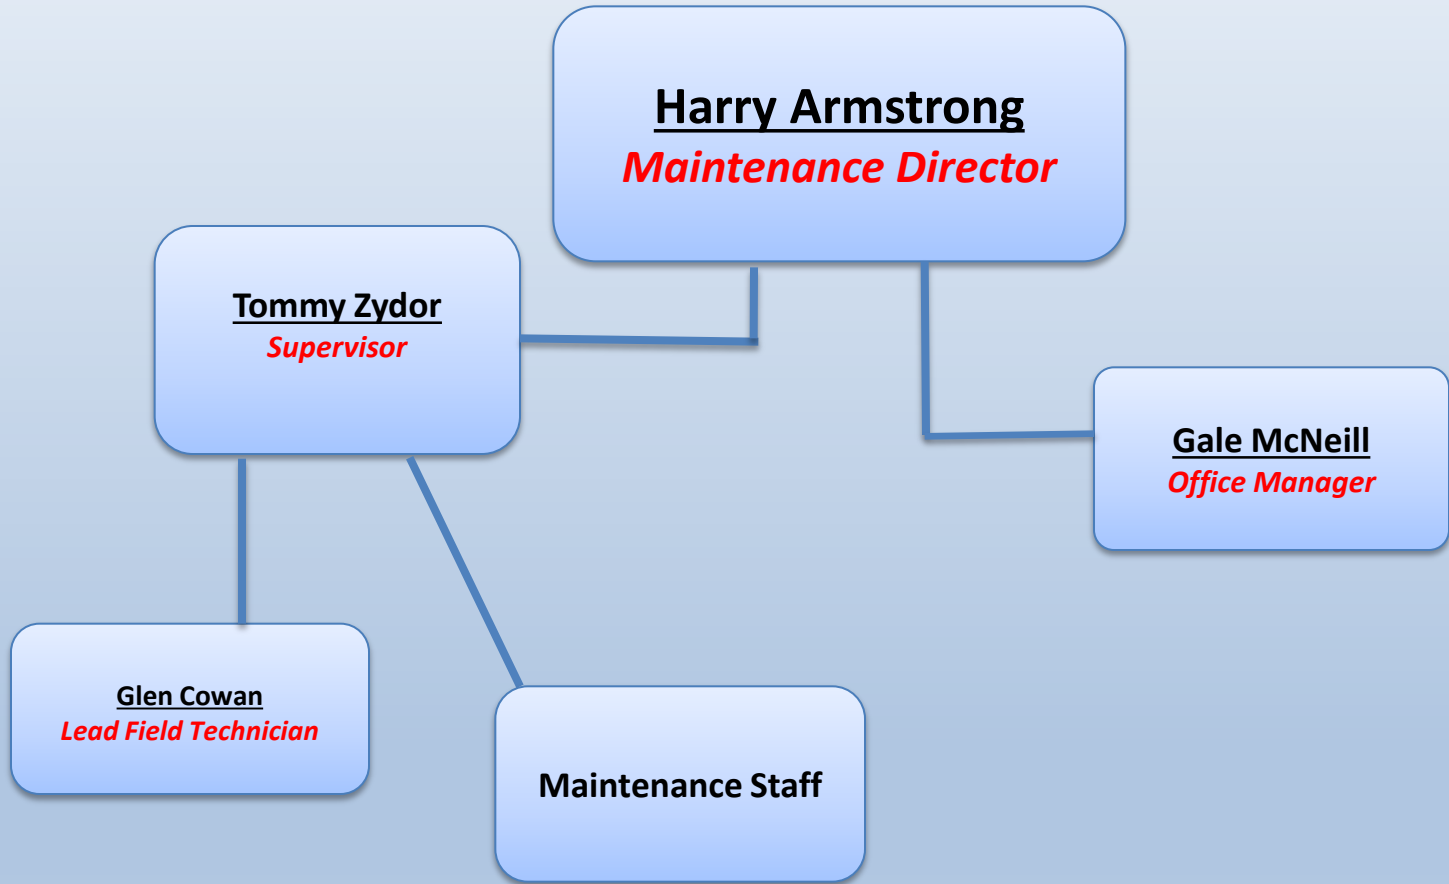 Harry Armstrong
Maintenance Director
Tommy Zydor
Supervisor
Gale McNeill
Office Manager
Glen Cowan
Lead Field Technician
Maintenance Staff